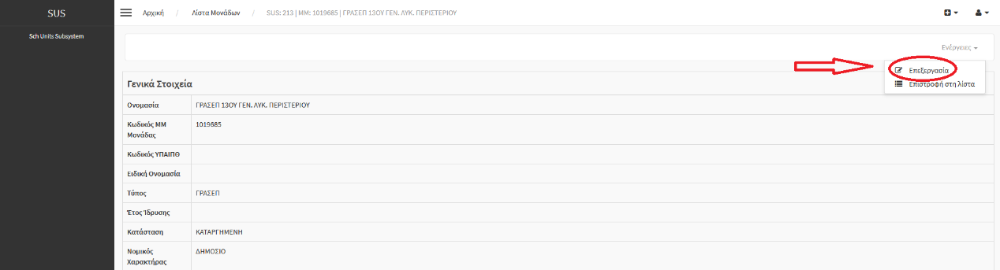 SUS
Sch Units Subsystem
Αρχική / Λίστα Μονάδων / SUS: 213 | MM: 1019685 | ΓΡΑΣΕΠ 13ΟΥ ΓΕΝ. ΛΥΚ. ΠΕΡΙΣΤΕΡΙΟΥ
Ενέργειες
Επεξεργασία
Επιστροφή στη λίστα
Γενικά Στοιχεία
Ονομασία ΓΡΑΣΕΠ 13ΟΥ ΓΕΝ. ΛΥΚ. ΠΕΡΙΣΤΕΡΙΟΥ
Κωδικός ΜΜ 1019685
Μονάδας
Κωδικός ΥΠΑΙΠΘ
Ειδική Ονομασία
Τύπος ΓΡΑΣΕΠ
Έτος Ίδρυσης
Κατάσταση ΚΑΤΑΡΓΗΜΕΝΗ
Νομικός ΔΗΜΟΣΙΟ
Χαρακτήρας